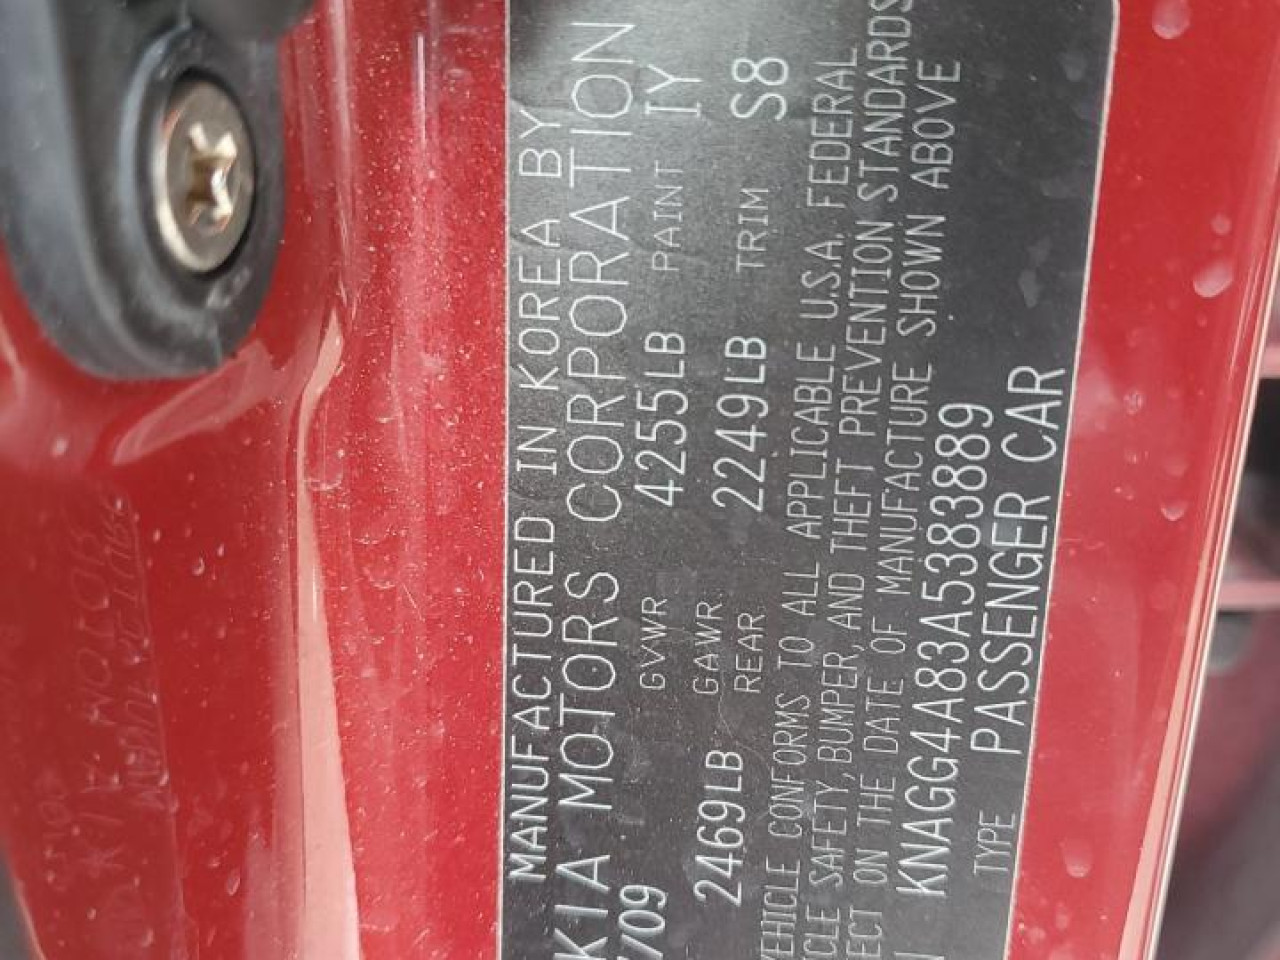 MANUFACTURED IN KOREA BY
KIA MOTORS CORPORATION
/09 GVWR 4255LB PAINT IY
2469LB GAWR REAR 2249LB TRIM S8
VEHICLE CONFORMS TO ALL APPLICABLE U.S.A. FEDERAL
SAFETY, BUMPER, AND THEFT PREVENTION STANDARDS
ON THE DATE OF MANUFACTURE SHOWN ABOVE
KNAGG4A83A5383889
TYPE PASSENGER CAR